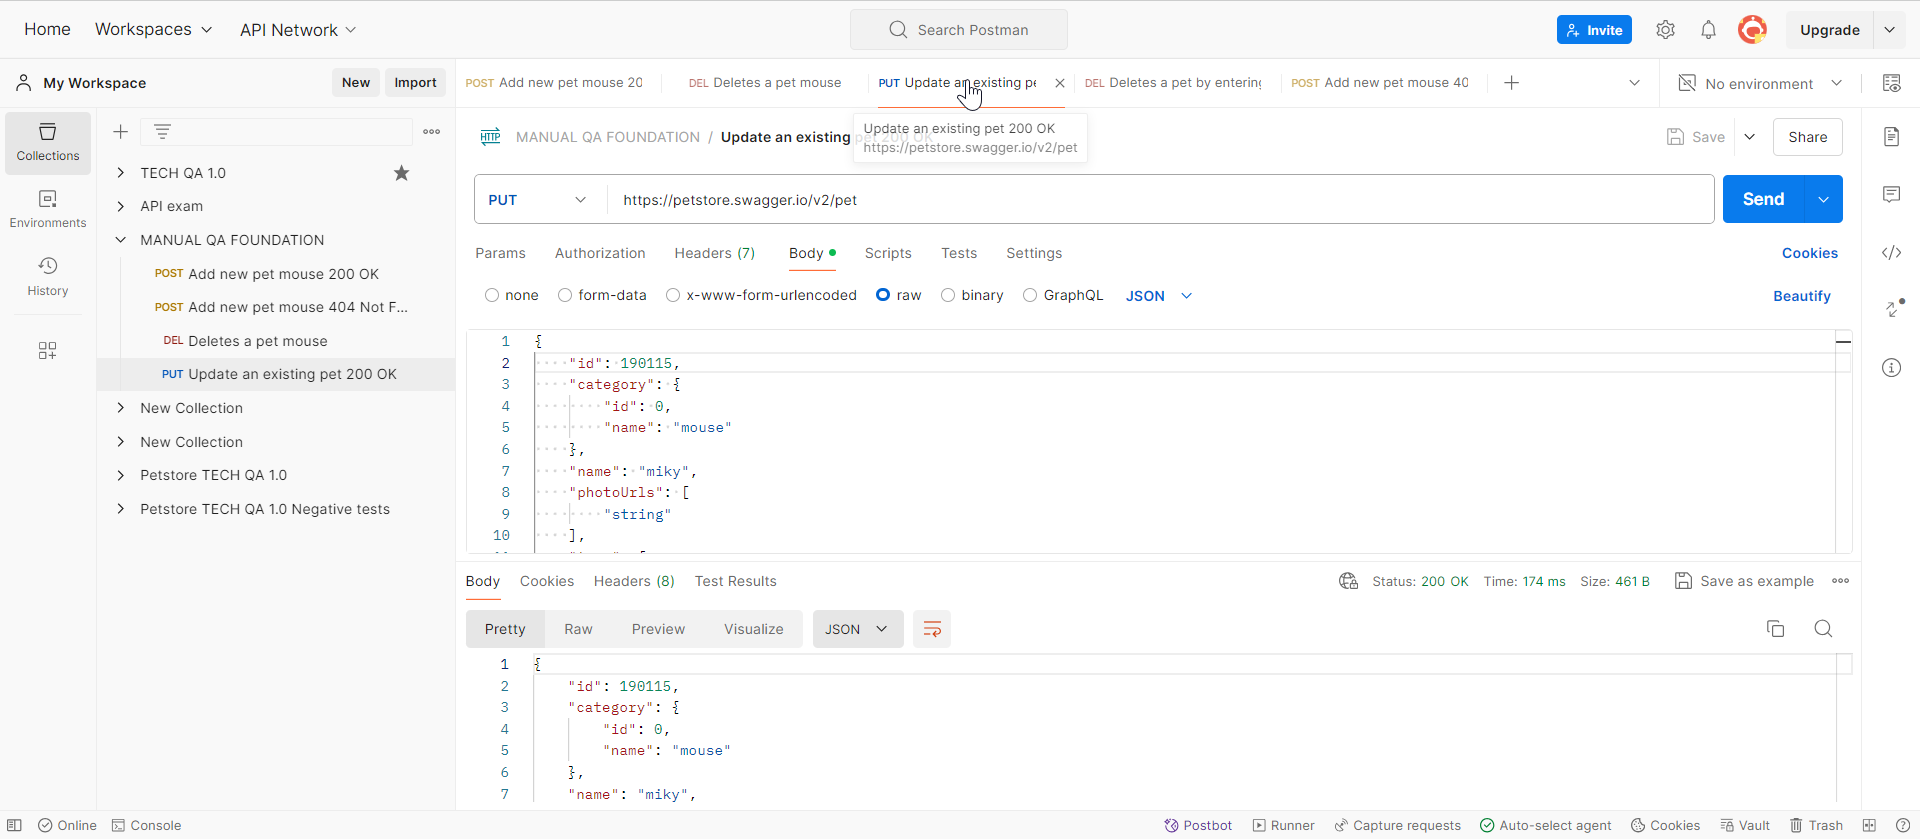 Home Workspaces API Network Search Postman Invite Upgrade
My Workspace New Import POST Add new pet mouse 20 DEL Deletes a pet mouse PUT Update an existing pe DEL Deletes a pet by entering POST Add new pet mouse 40 No environment
Collections
Environments
History
TECH QA 1.0
API exam
MANUAL QA FOUNDATION
POST Add new pet mouse 200 OK
POST Add new pet mouse 404 Not F...
DEL Deletes a pet mouse
PUT Update an existing pet 200 OK
New Collection
New Collection
Petstore TECH QA 1.0
Petstore TECH QA 1.0 Negative tests
HTTP MANUAL QA FOUNDATION / Update an existing Save Share
Update an existing pet 200 OK
https://petstore.swagger.io/v2/pet
PUT https://petstore.swagger.io/v2/pet Send
Params Authorization Headers (7) Body Scripts Tests Settings Cookies
none form-data x-www-form-urlencoded raw binary GraphQL JSON Beautify
1 {
2 "id": 190115,
3 "category": {
4 "id": 0,
5 "name": "mouse"
6 },
7 "name": "miky",
8 "photoUrls": [
9 "string"
10 ],
Body Cookies Headers (8) Test Results Status: 200 OK Time: 174 ms Size: 461 B Save as example
Pretty Raw Preview Visualize JSON
1 {
2 "id": 190115,
3 "category": {
4 "id": 0,
5 "name": "mouse"
6 },
7 "name": "miky",
Online Console Postbot Runner Capture requests Auto-select agent Cookies Vault Trash